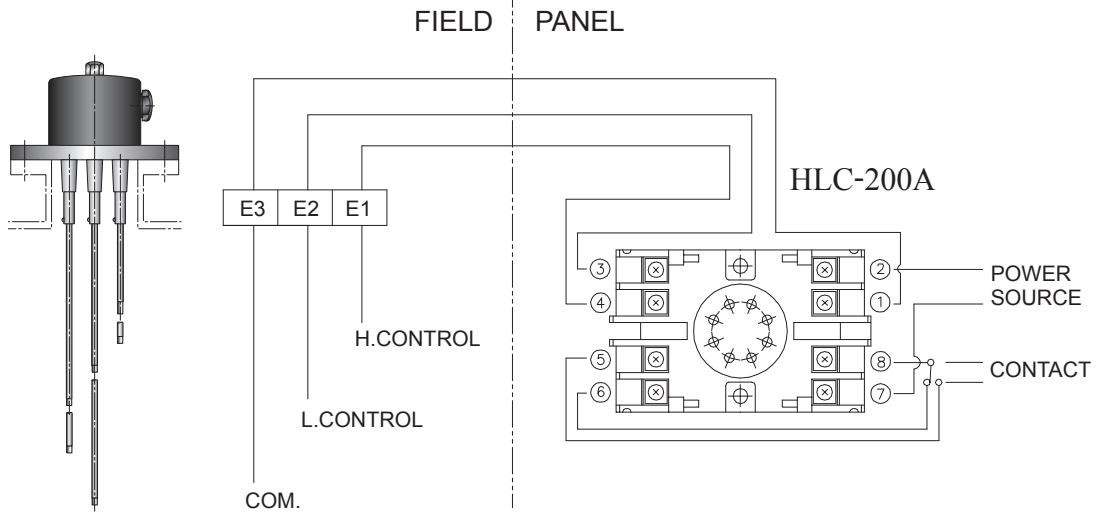 FIELD PANEL
HLC-200A
E3 E2 E1
3 2
POWER
4 1
SOURCE
H.CONTROL
5 8
CONTACT
6 7
L.CONTROL
COM.